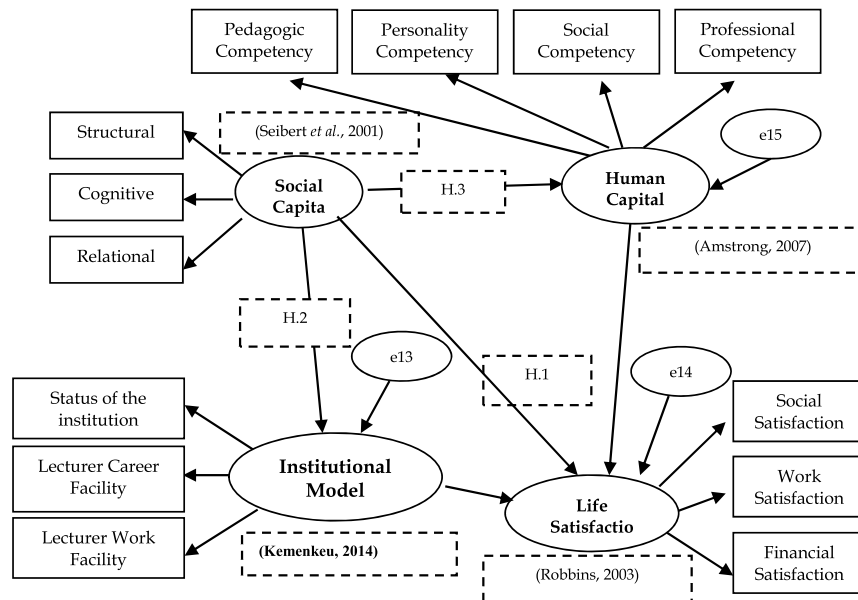 Pedagogic
Competency
Personality
Competency
Social
Competency
Professional
Competency
Structural
(Seibert et al., 2001)
e15
Cognitive
Social
Capita
H.3
Human
Capital
Relational
(Amstrong, 2007)
H.2
e13
H.1
e14
Status of the
institution
Social
Satisfaction
Lecturer Career
Facility
Institutional
Model
Work
Satisfaction
Life
Satisfactio
Lecturer Work
Facility
(Kemenkeu, 2014)
Financial
Satisfaction
(Robbins, 2003)